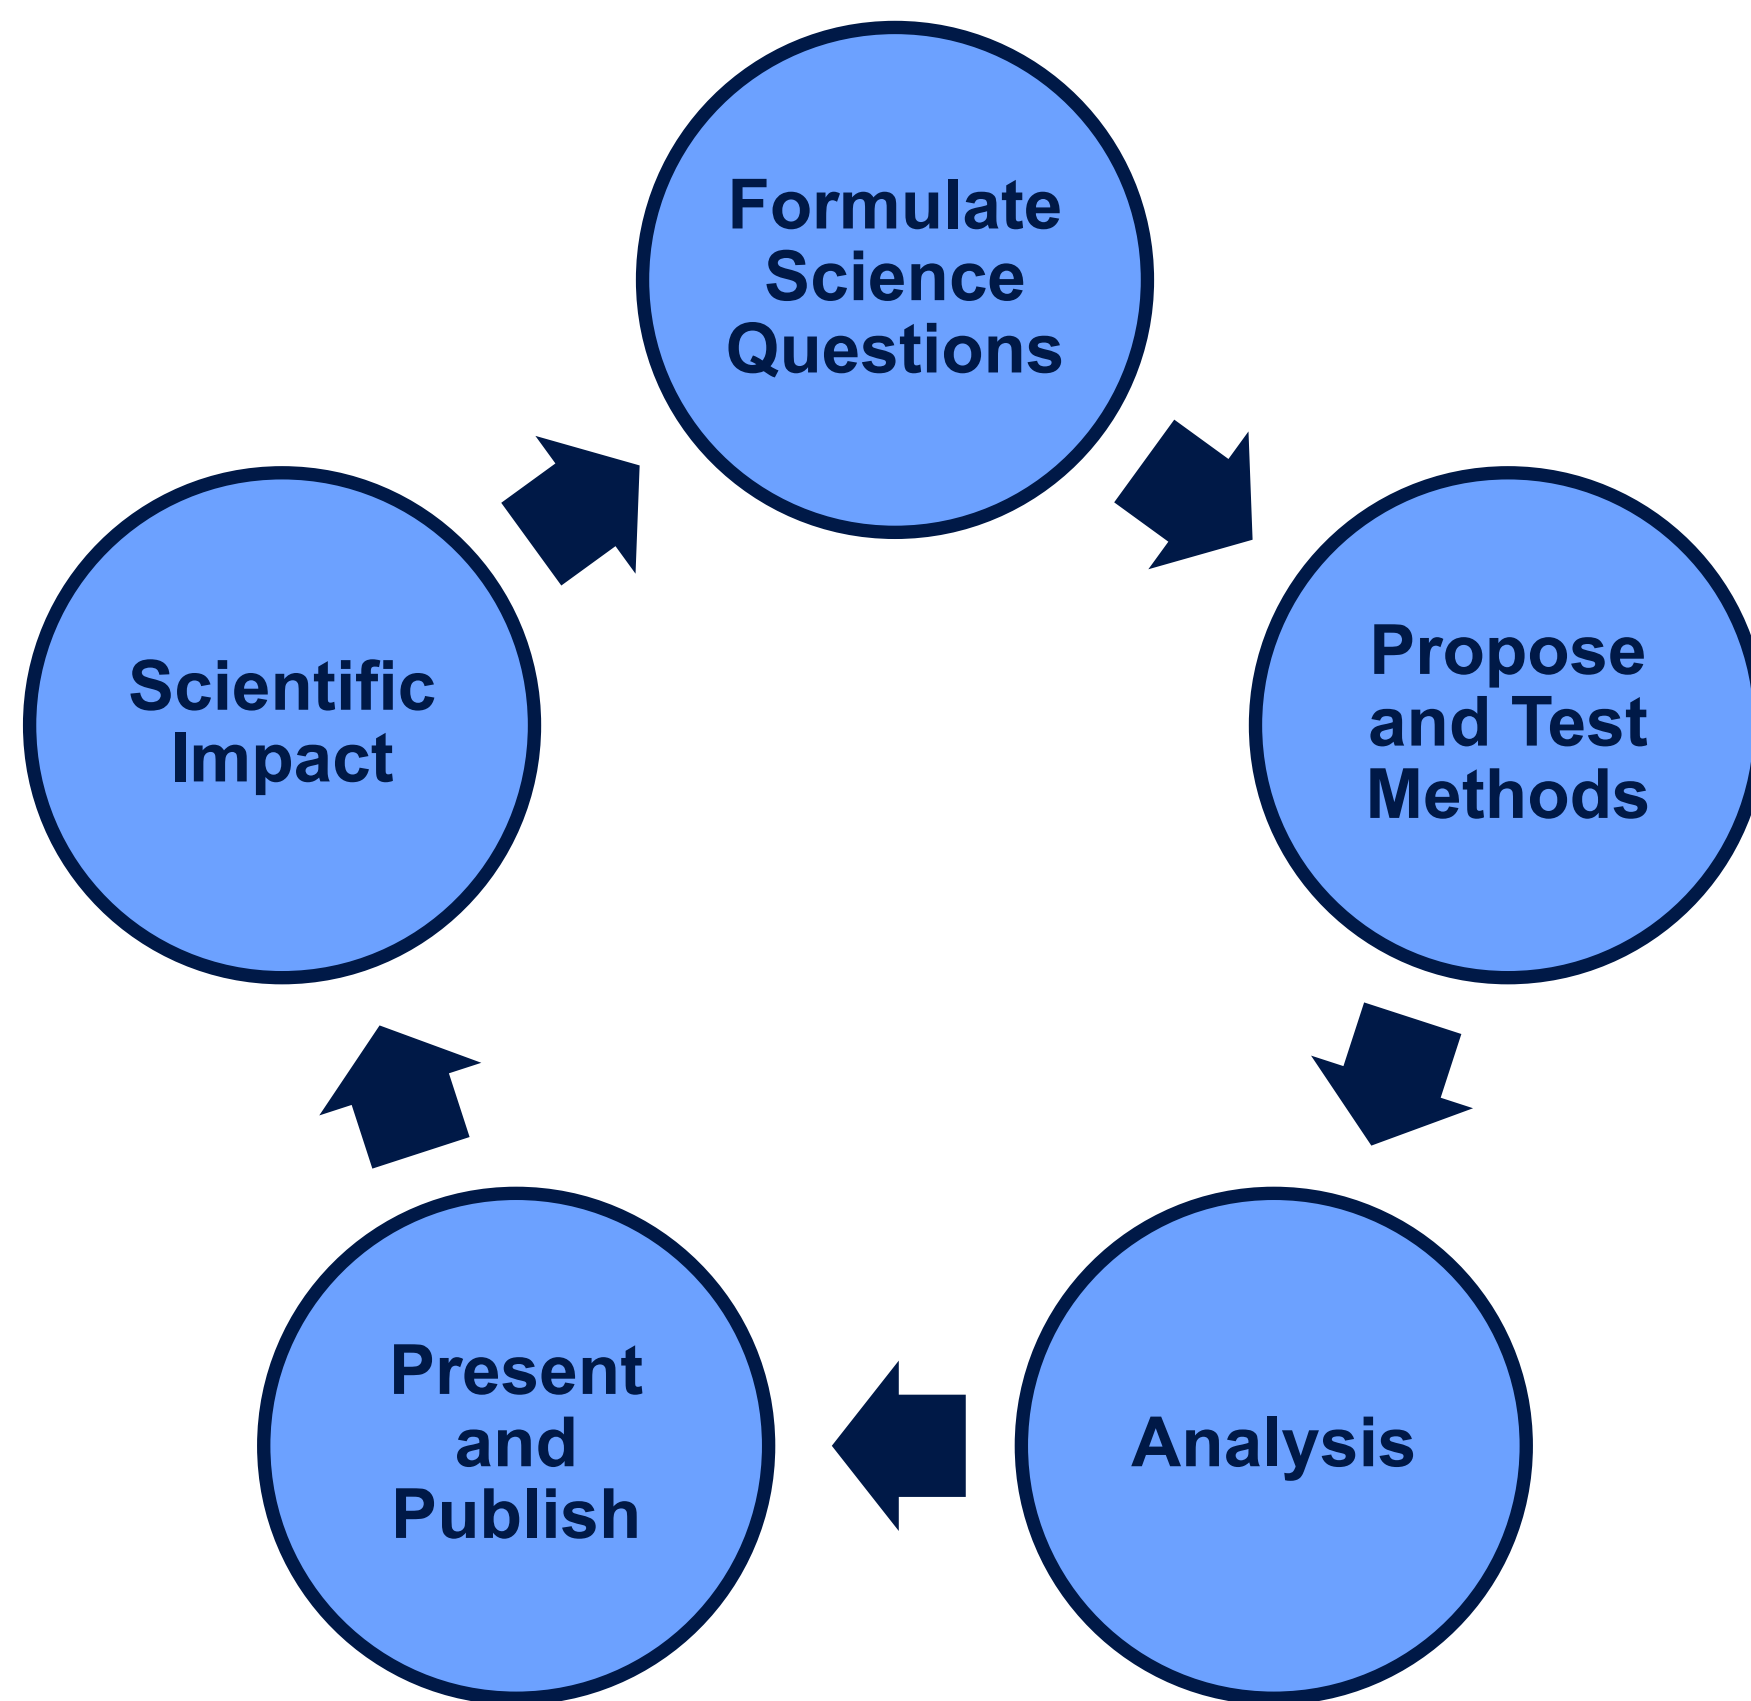 Formulate
Science
Questions
Propose
and Test
Methods
Analysis
Present
and
Publish
Scientific
Impact